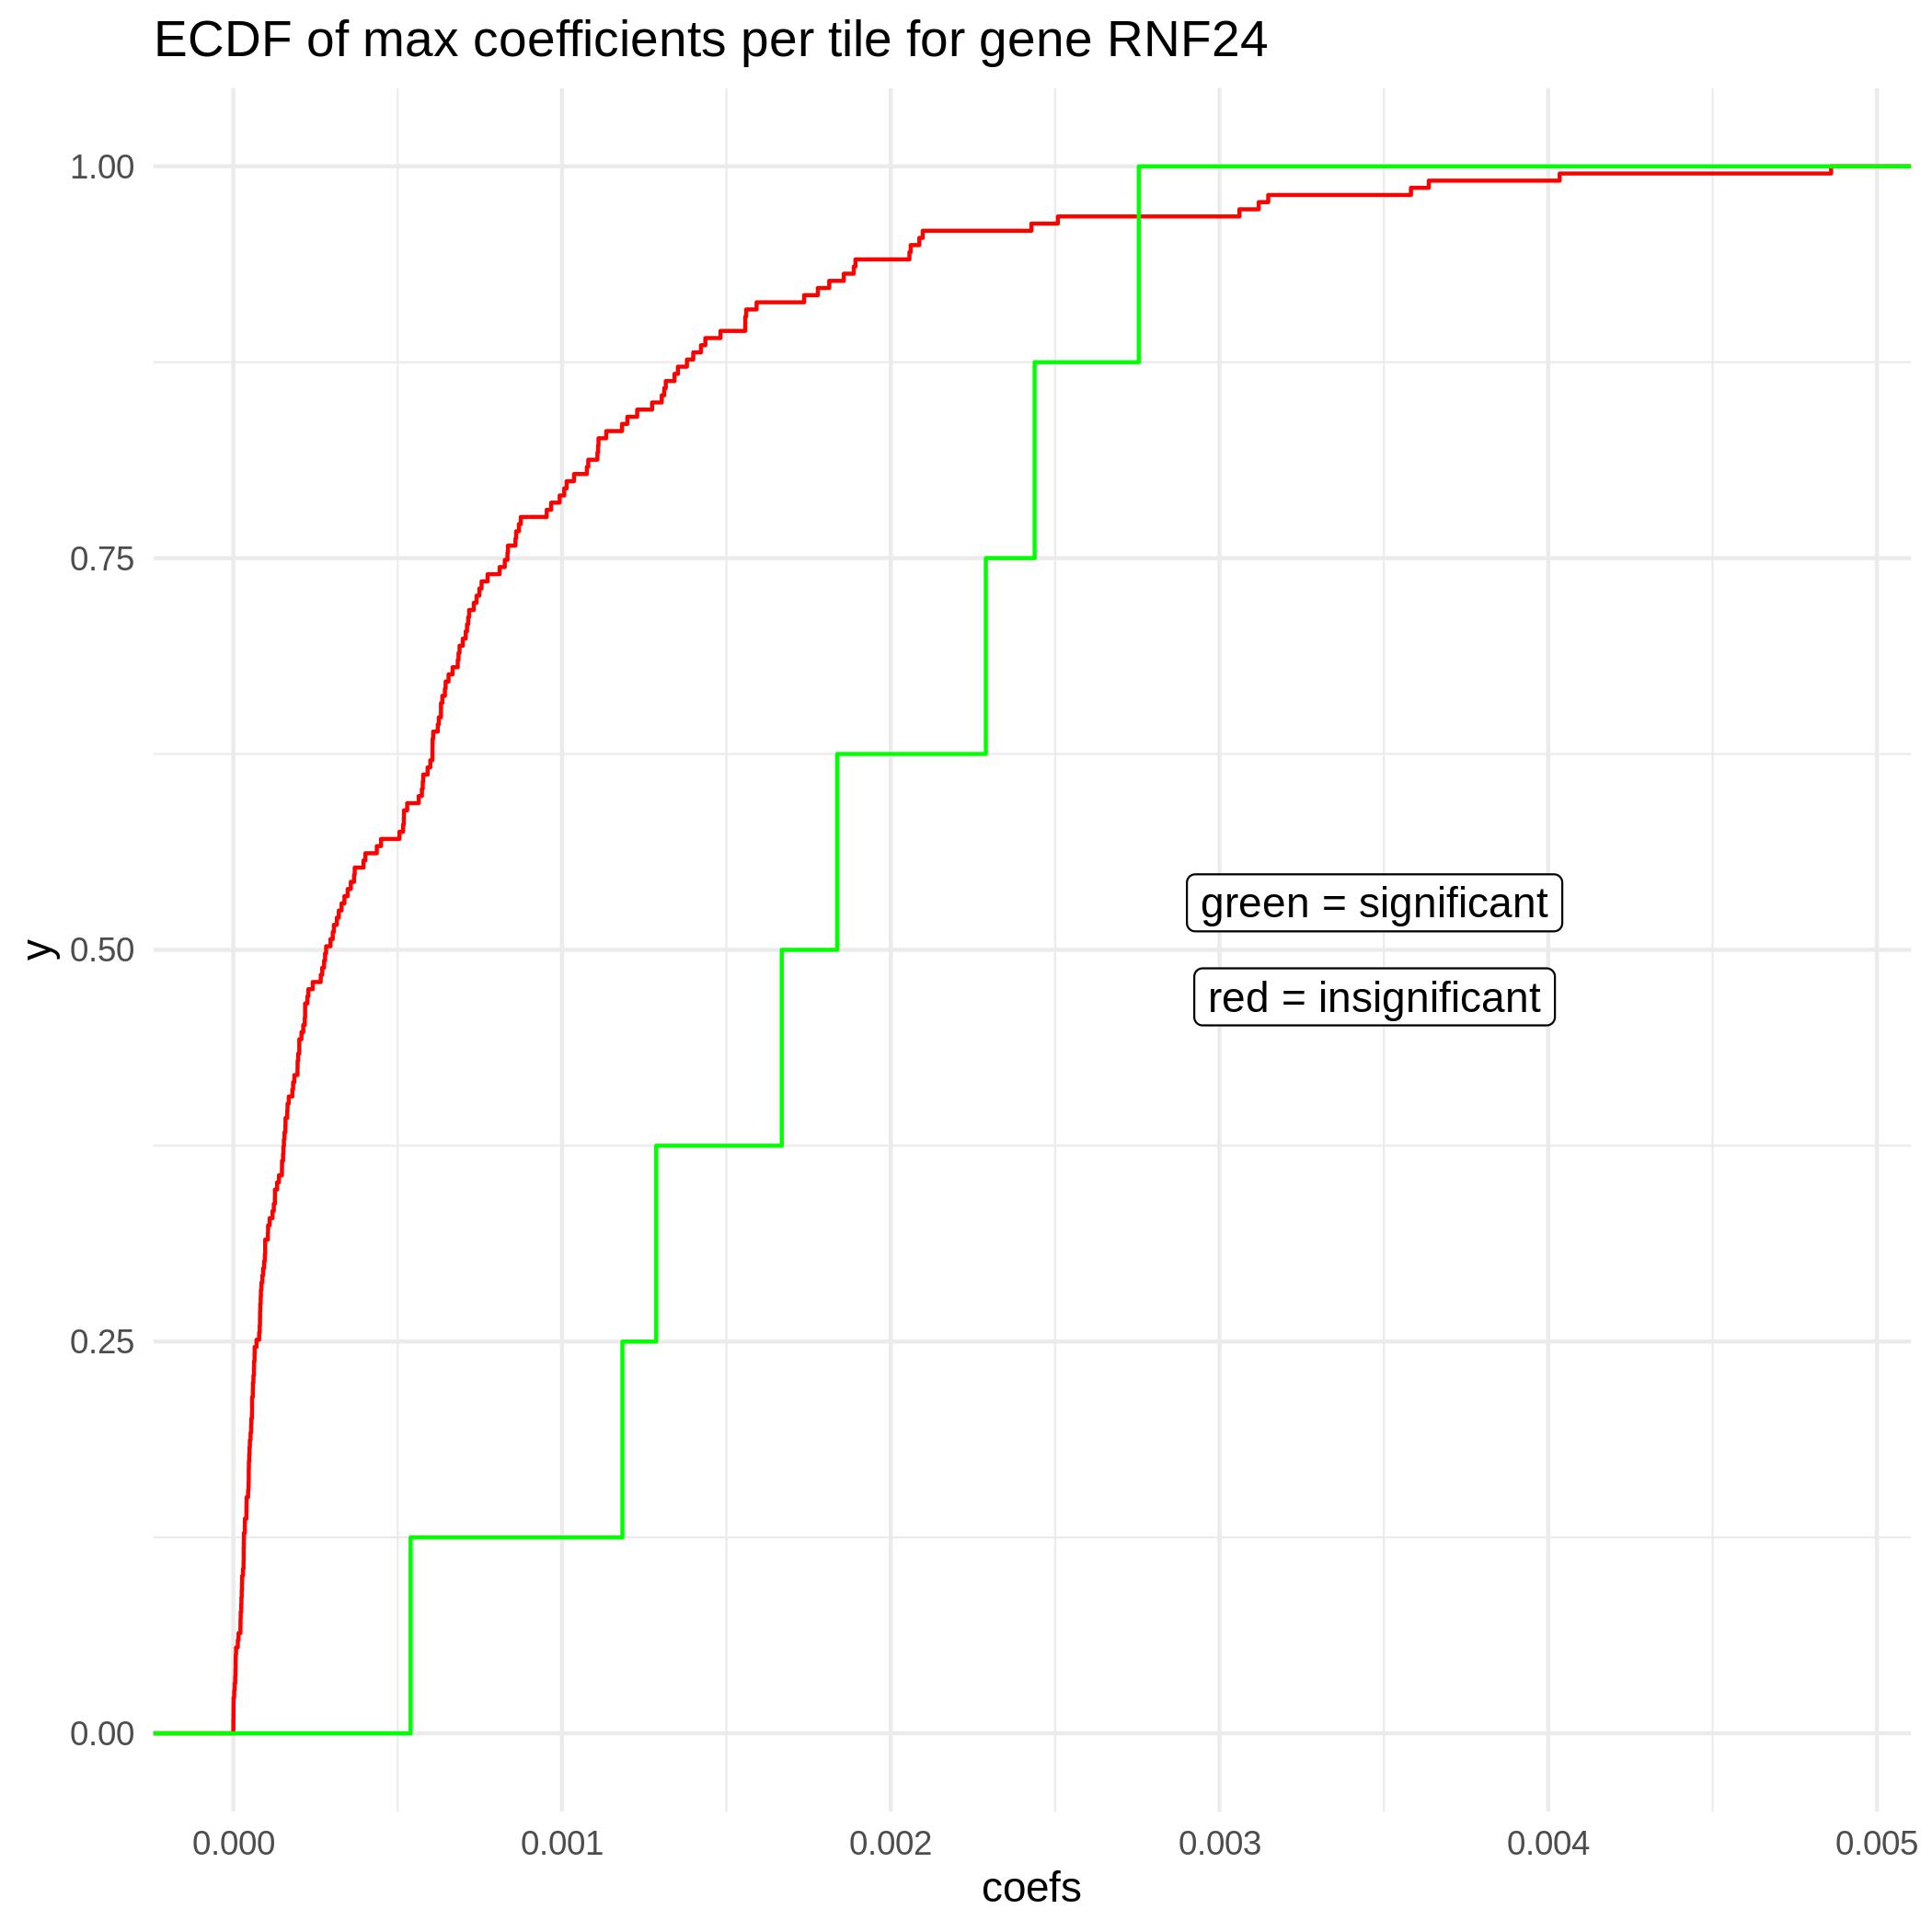 ECDF of max coefficients per tile for gene RNF24
1.00
0.75
0.50
0.25
0.00
y
green = significant
red = insignificant
0.000 0.001 0.002 0.003 0.004 0.005
coefs